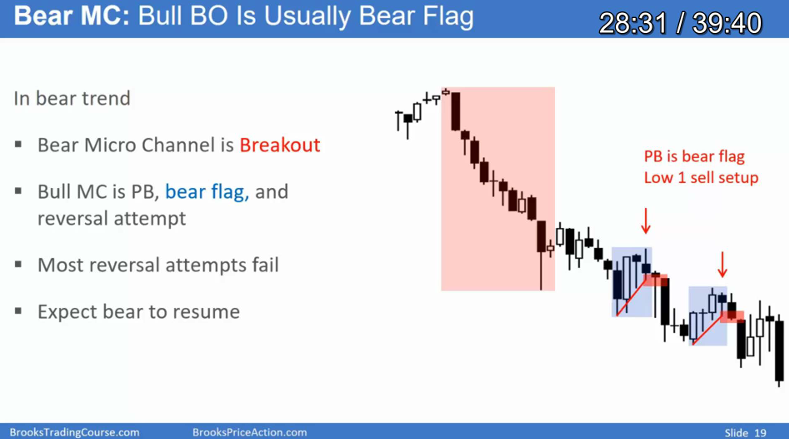 Bear MC: Bull BO Is Usually Bear Flag
28:31 / 39:40
In bear trend
▪ Bear Micro Channel is Breakout
▪ Bull MC is PB, bear flag, and
reversal attempt
▪ Most reversal attempts fail
▪ Expect bear to resume
PB is bear flag
Low 1 sell setup
BrooksTradingCourse.com
BrooksPriceAction.com
Slide 19